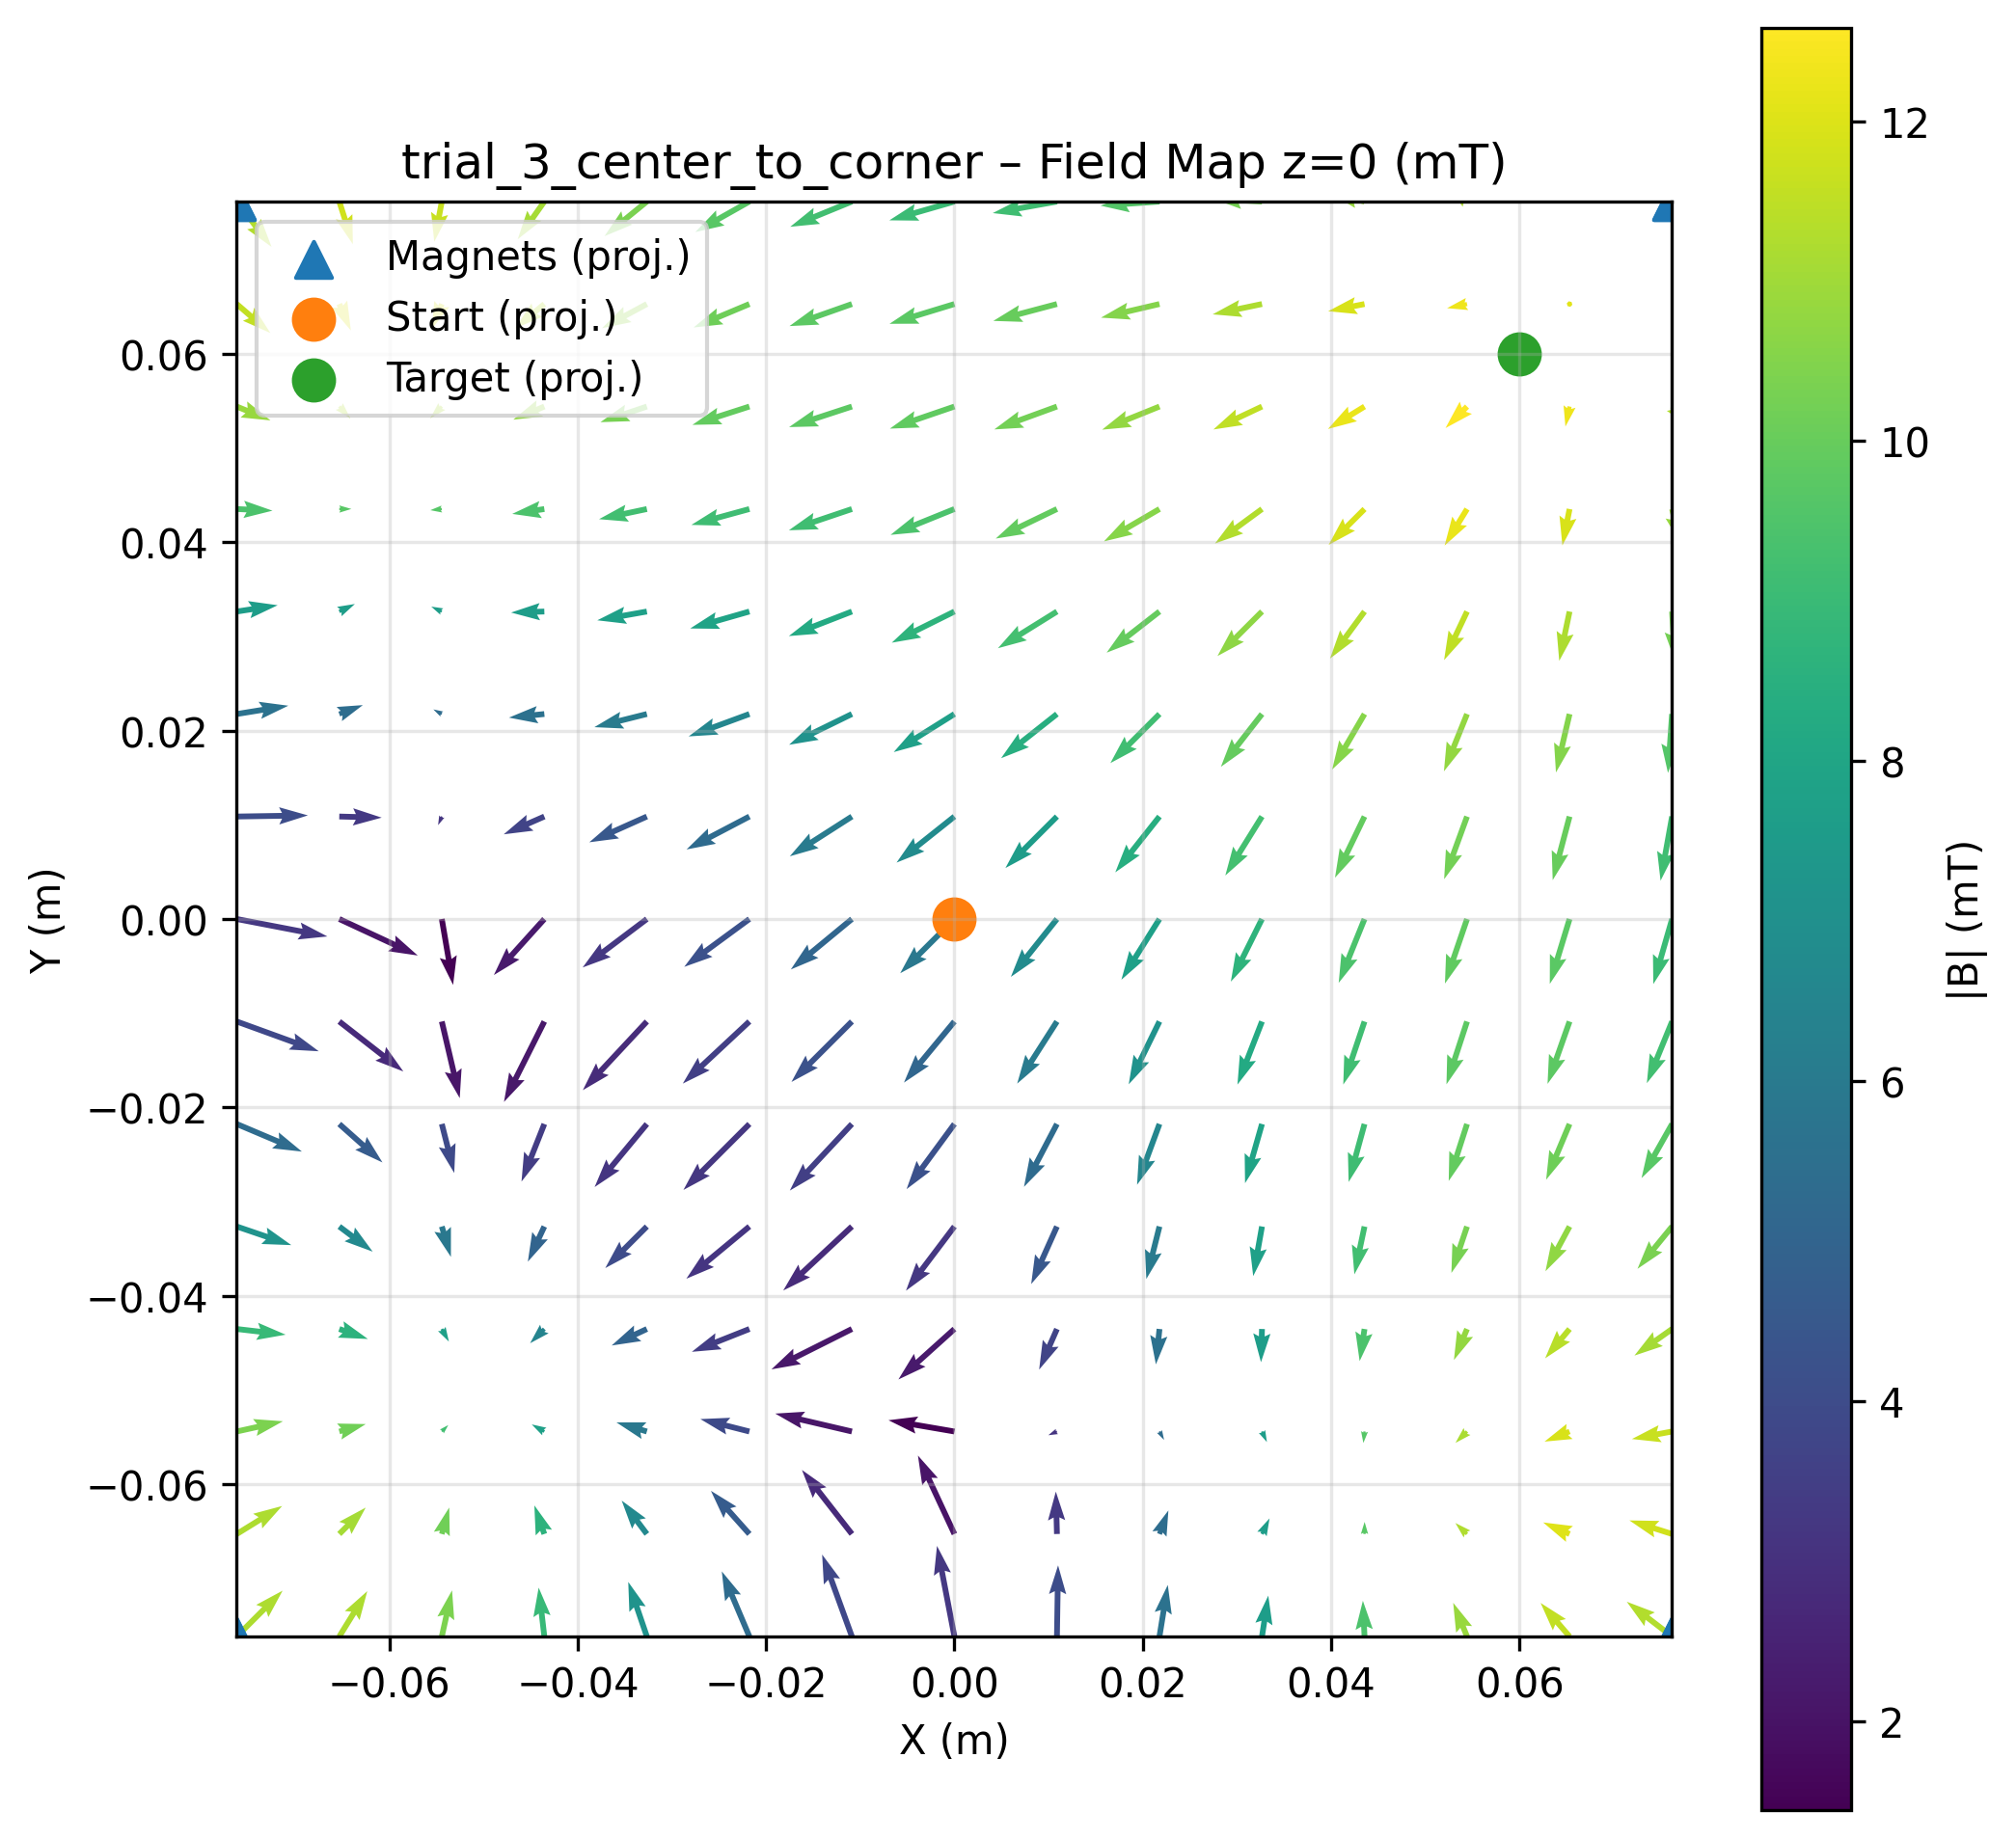 trial_3_center_to_corner – Field Map z=0 (mT)
Magnets (proj.)
Start (proj.)
Target (proj.)
0.06
0.04
0.02
0.00
−0.02
−0.04
−0.06
Y (m)
−0.06
−0.04
−0.02
0.00
0.02
0.04
0.06
X (m)
12
10
8
6
4
2
|B| (mT)